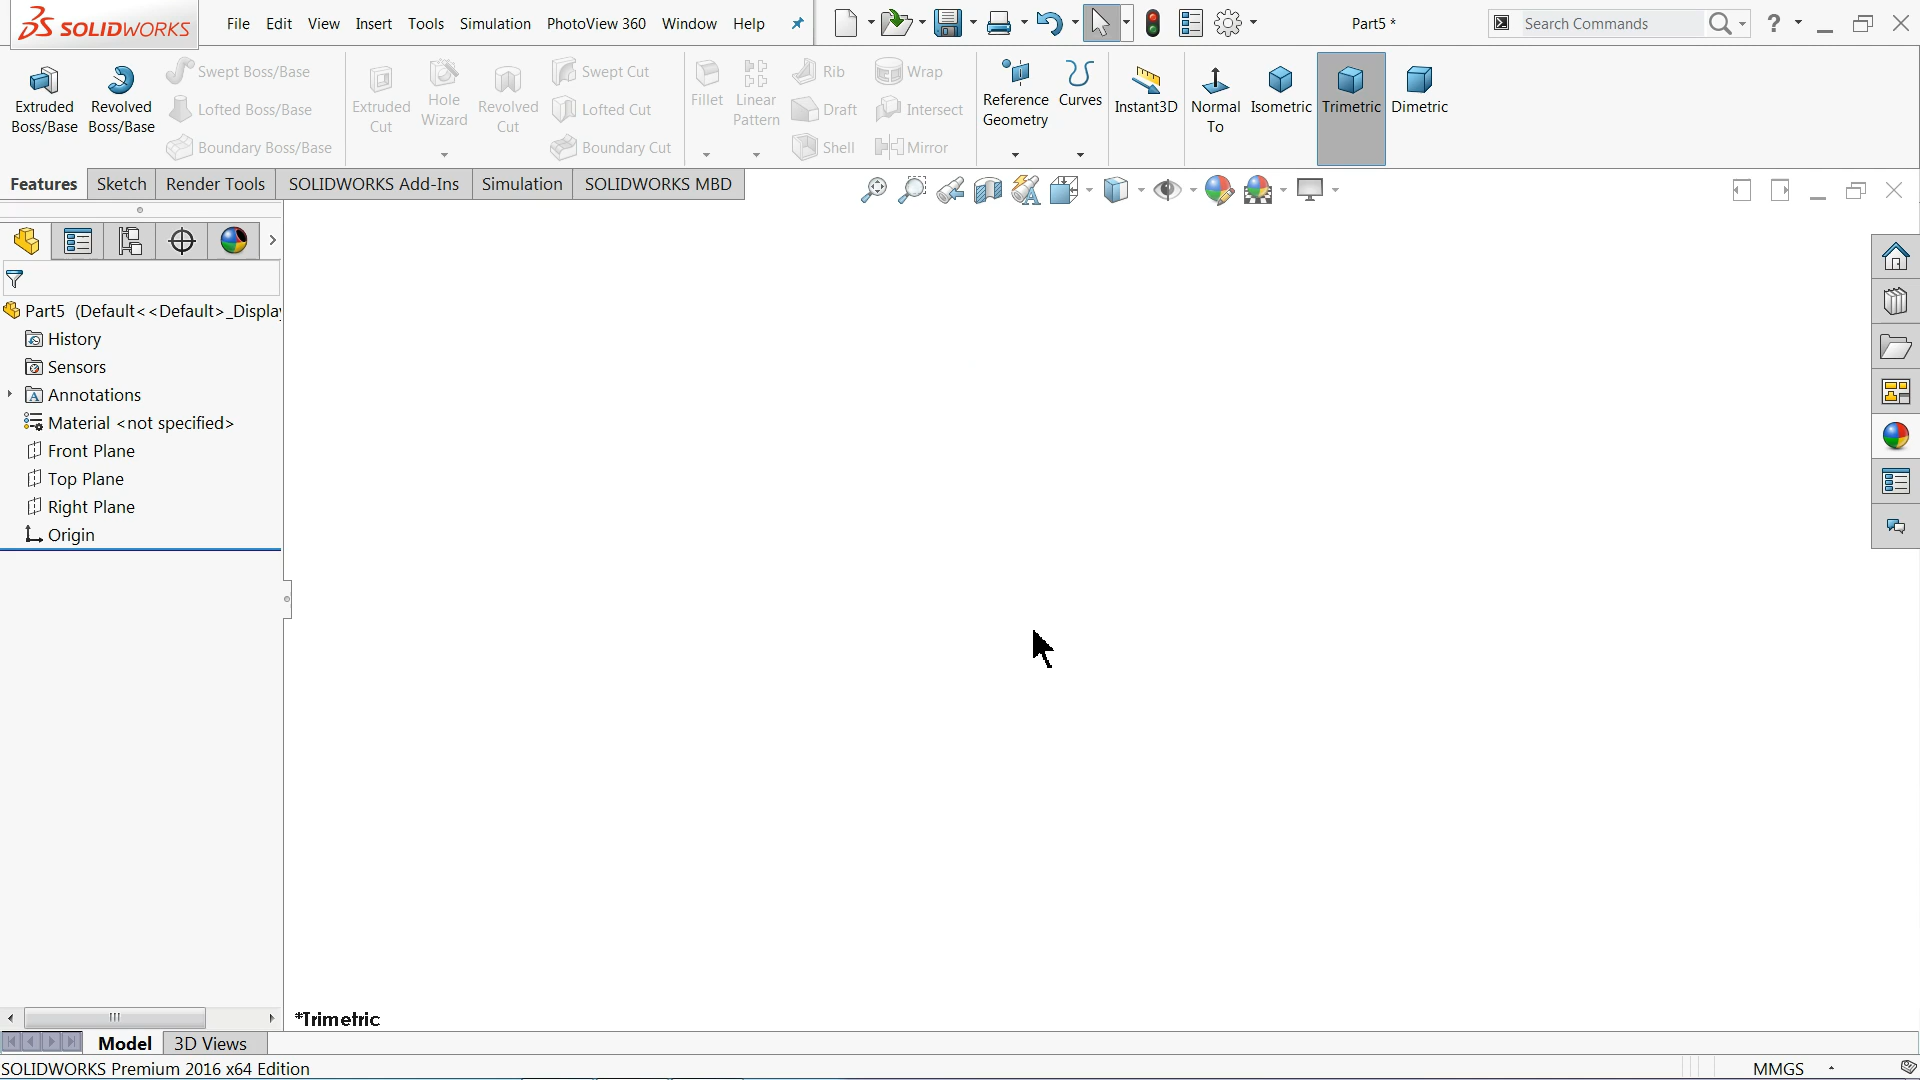 SOLIDWORKS File Edit View Insert Tools Simulation PhotoView 360 Window Help Part5 * Search Commands ?
Extruded Boss/Base
Revolved Boss/Base
Swept Boss/Base
Lofted Boss/Base
Boundary Boss/Base
Extruded Cut
Hole Wizard
Revolved Cut
Swept Cut
Lofted Cut
Boundary Cut
Fillet
Linear Pattern
Rib
Draft
Shell
Wrap
Intersect
Mirror
Reference Geometry
Curves
Instant3D
Normal To
Isometric
Trimetric
Dimetric
Features Sketch Render Tools SOLIDWORKS Add-Ins Simulation SOLIDWORKS MBD
Part5 (Default<<Default>_Displa
History
Sensors
Annotations
Material <not specified>
Front Plane
Top Plane
Right Plane
Origin
*Trimetric
Model 3D Views
SOLIDWORKS Premium 2016 x64 Edition MMGS